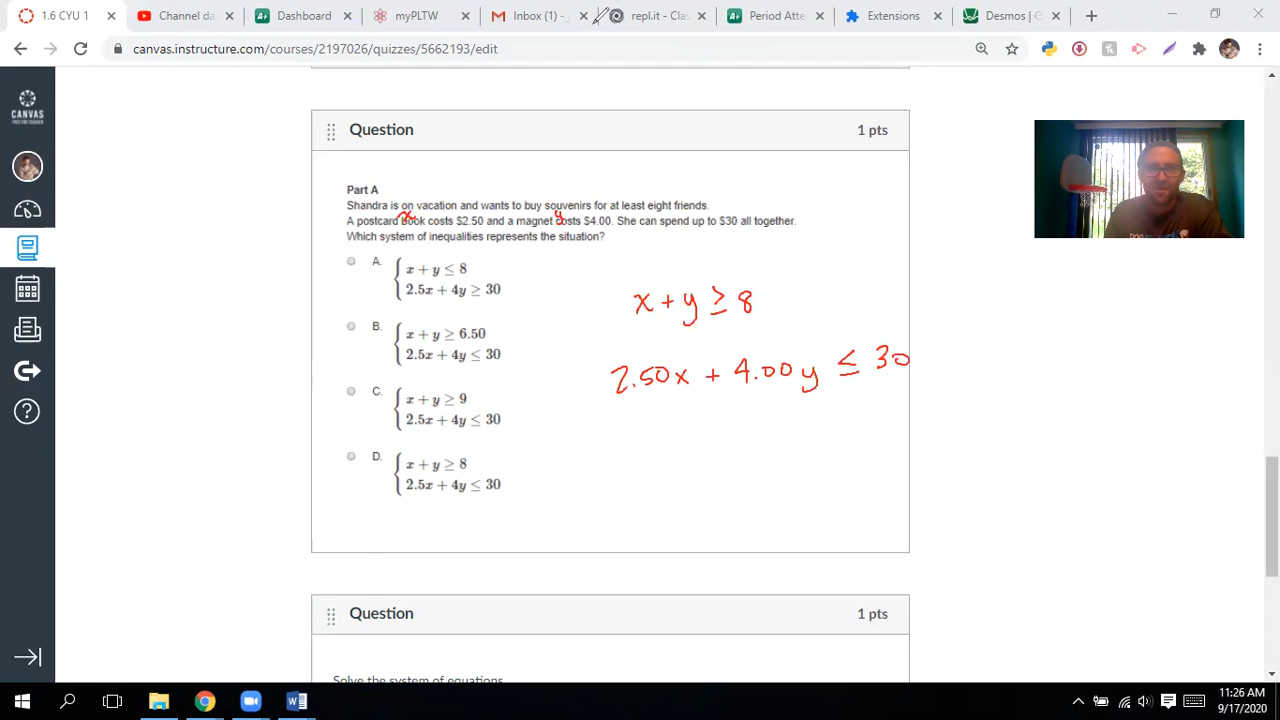 1.6 CYU 1
Channel da
Dashboard
myPLTW
Inbox (
repl.it - Clas
Period Atte
Extensions
Desmos | G
canvas.instructure.com/courses/2197026/quizzes/5662193/edit
CANVAS
Question
1 pts
Part A
Shandra is on vacation and wants to buy souvenirs for at least eight friends.
x y
A postcard book costs $2.50 and a magnet costs $4.00. She can spend up to $30 all together.
Which system of inequalities represents the situation?
A. x + y ≤ 8
2.5x + 4y ≥ 30
x + y ≥ 8
B. x + y ≥ 6.50
2.5x + 4y ≤ 30
2.50x + 4.00y ≤ 30
C. x + y ≥ 9
2.5x + 4y ≤ 30
D. x + y ≥ 8
2.5x + 4y ≤ 30
Question
1 pts
Solve the system of equations
11:26 AM
9/17/2020